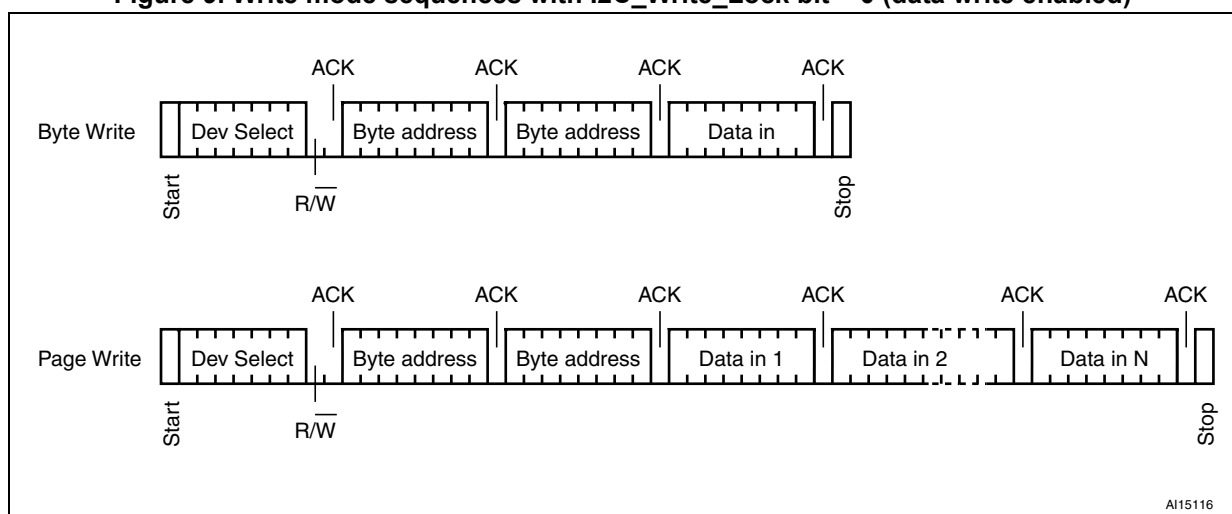 Write mode sequences with I2C_Write_Lock bit = 0 (data write enabled)
ACK ACK ACK ACK
Byte Write Dev Select Byte address Byte address Data in
Start R/W̅ Stop
ACK ACK ACK ACK ACK ACK
Page Write Dev Select Byte address Byte address Data in 1 Data in 2 Data in N
Start R/W̅ Stop
AI15116